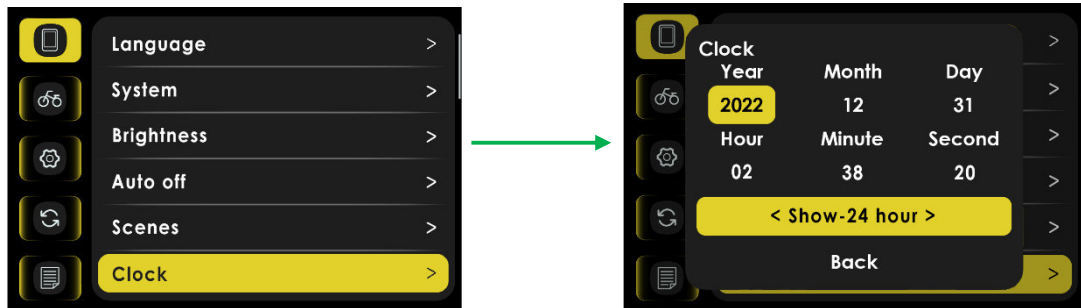 Language >
System >
Brightness >
Auto off >
Scenes >
Clock >
Clock
Year Month Day
2022 12 31
Hour Minute Second
02 38 20
< Show-24 hour >
Back
>
>
>
>
>
>